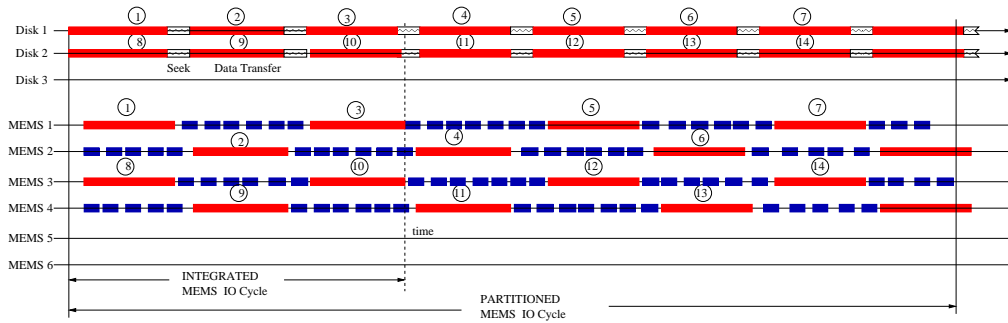 1 2 3 4 5 6 7
Disk 1
8 9 10 11 12 13 14
Disk 2
Seek Data Transfer
Disk 3
1 3 5 7
MEMS 1
2 4 6
MEMS 2
8 10 12 14
MEMS 3
9 11 13
MEMS 4
time
MEMS 5
MEMS 6
INTEGRATED
MEMS IO Cycle
PARTITIONED
MEMS IO Cycle